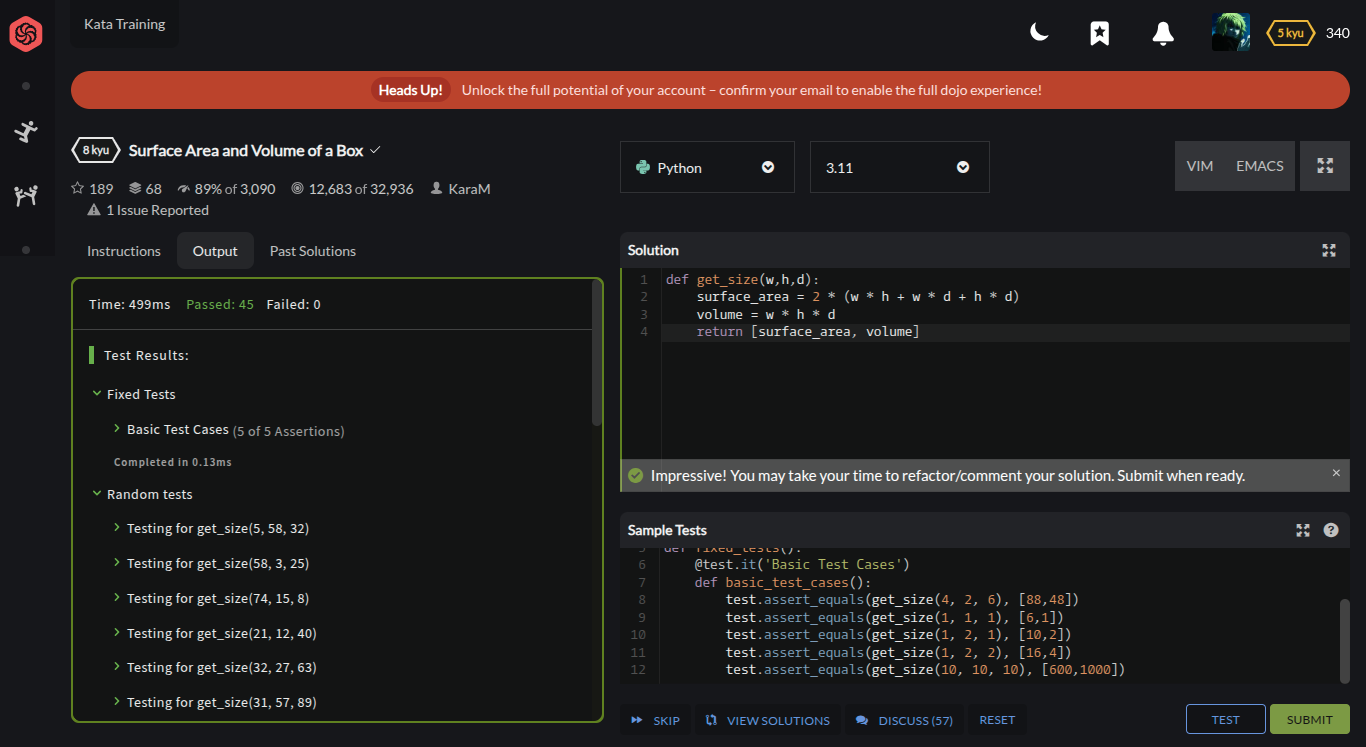 Kata Training
5 kyu 340
Heads Up! Unlock the full potential of your account – confirm your email to enable the full dojo experience!
8 kyu Surface Area and Volume of a Box
189 68 89% of 3,090 12,683 of 32,936 KaraM
1 Issue Reported
Python 3.11 VIM EMACS
Instructions Output Past Solutions
Time: 499ms Passed: 45 Failed: 0
Test Results:
Fixed Tests
Basic Test Cases (5 of 5 Assertions)
Completed in 0.13ms
Random tests
Testing for get_size(5, 58, 32)
Testing for get_size(58, 3, 25)
Testing for get_size(74, 15, 8)
Testing for get_size(21, 12, 40)
Testing for get_size(32, 27, 63)
Testing for get_size(31, 57, 89)
Solution
1 def get_size(w,h,d):
2 surface_area = 2 * (w * h + w * d + h * d)
3 volume = w * h * d
4 return [surface_area, volume]
Impressive! You may take your time to refactor/comment your solution. Submit when ready.
Sample Tests
5 def fixed_tests():
6 @test.it('Basic Test Cases')
7 def basic_test_cases():
8 test.assert_equals(get_size(4, 2, 6), [88,48])
9 test.assert_equals(get_size(1, 1, 1), [6,1])
10 test.assert_equals(get_size(1, 2, 1), [10,2])
11 test.assert_equals(get_size(1, 2, 2), [16,4])
12 test.assert_equals(get_size(10, 10, 10), [600,1000])
SKIP VIEW SOLUTIONS DISCUSS (57) RESET TEST SUBMIT